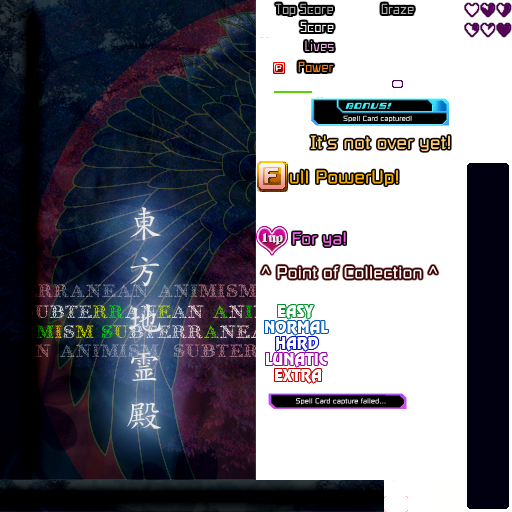 Top Score Graze
Score
Lives
F Power
BONUS!
Spell Card captured!
It's not over yet!
Full PowerUp!
1up For ya!
^ Point of Collection ^
EASY
NORMAL
HARD
LUNATIC
EXTRA
Spell Card capture failed...
東方地霊殿
RRANEAN ANIMISM
UBTERRANEAN ANI
MISM SUBTERRANEA
N ANIMISM SUBTER